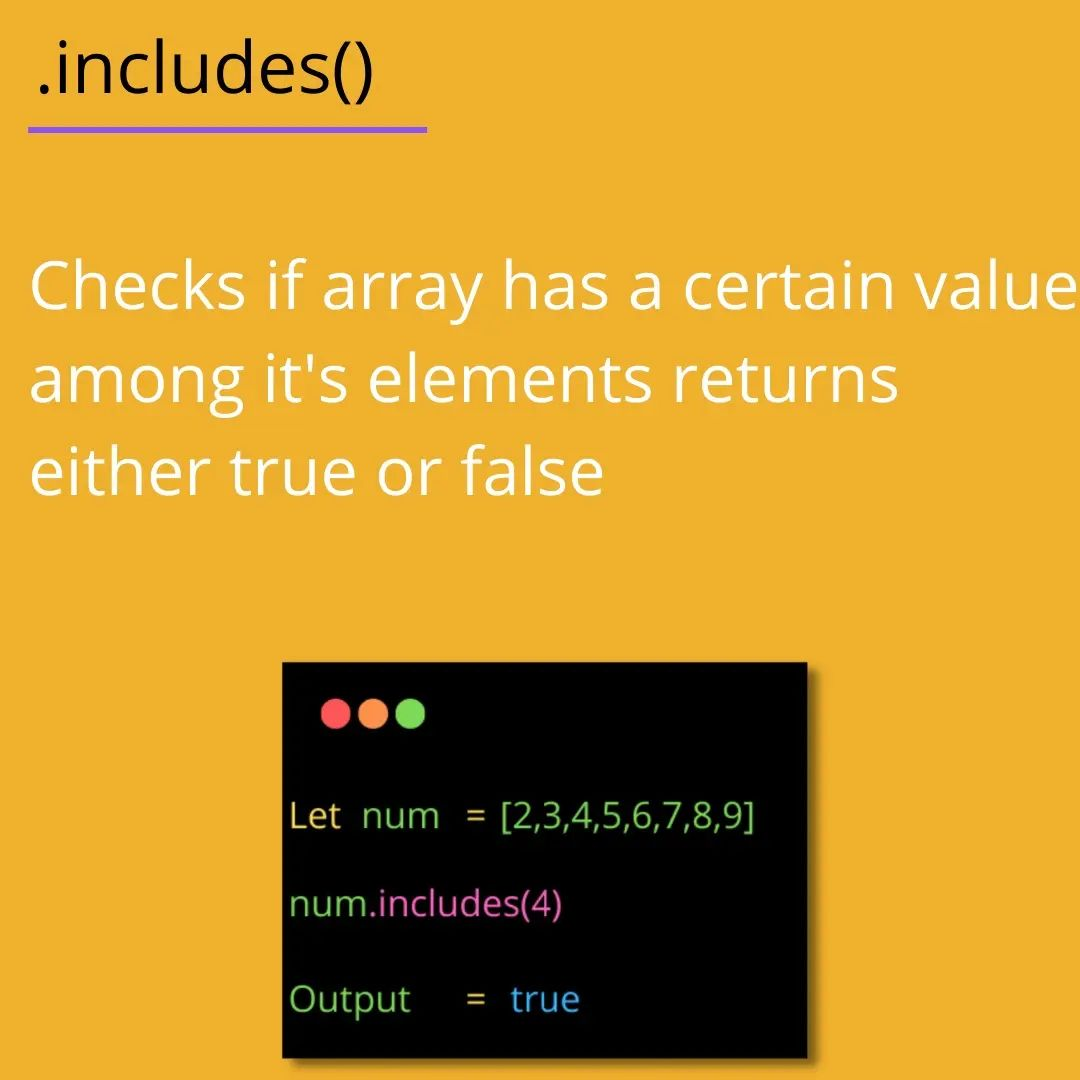 .includes()
Checks if array has a certain value
among it's elements returns
either true or false
Let num = [2,3,4,5,6,7,8,9]
num.includes(4)
Output = true